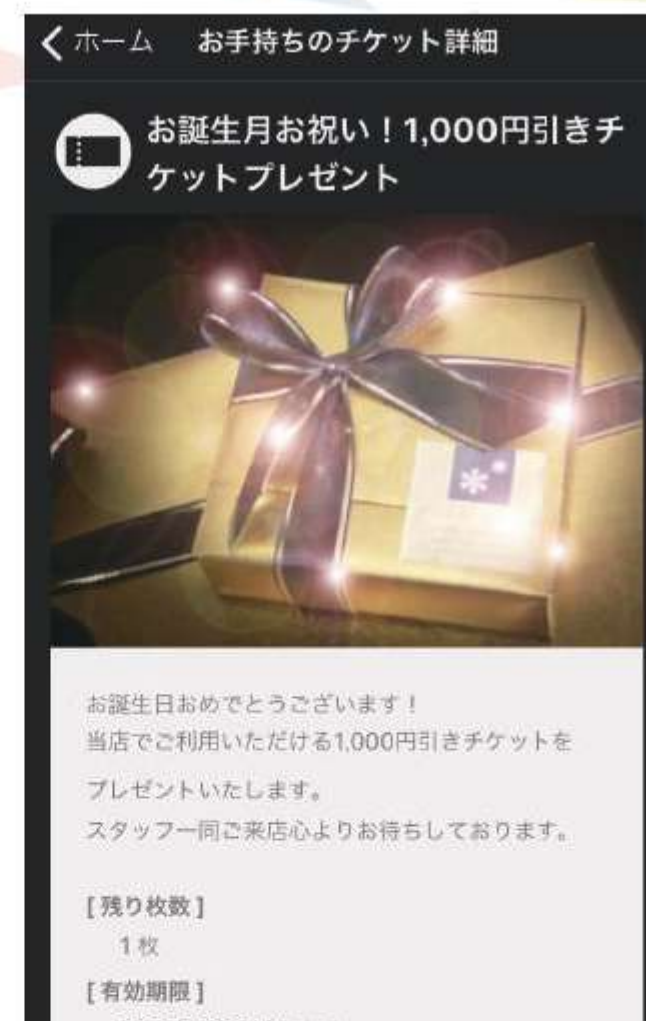 ホーム お手持ちのチケット詳細
お誕生月お祝い！1,000円引きチ
ケットプレゼント
お誕生日おめでとうございます！
当店でご利用いただける1,000円引きチケットを
プレゼントいたします。
スタッフ一同ご来店心よりお待ちしております。
[ 残り枚数 ]
1 枚
[ 有効期限 ]